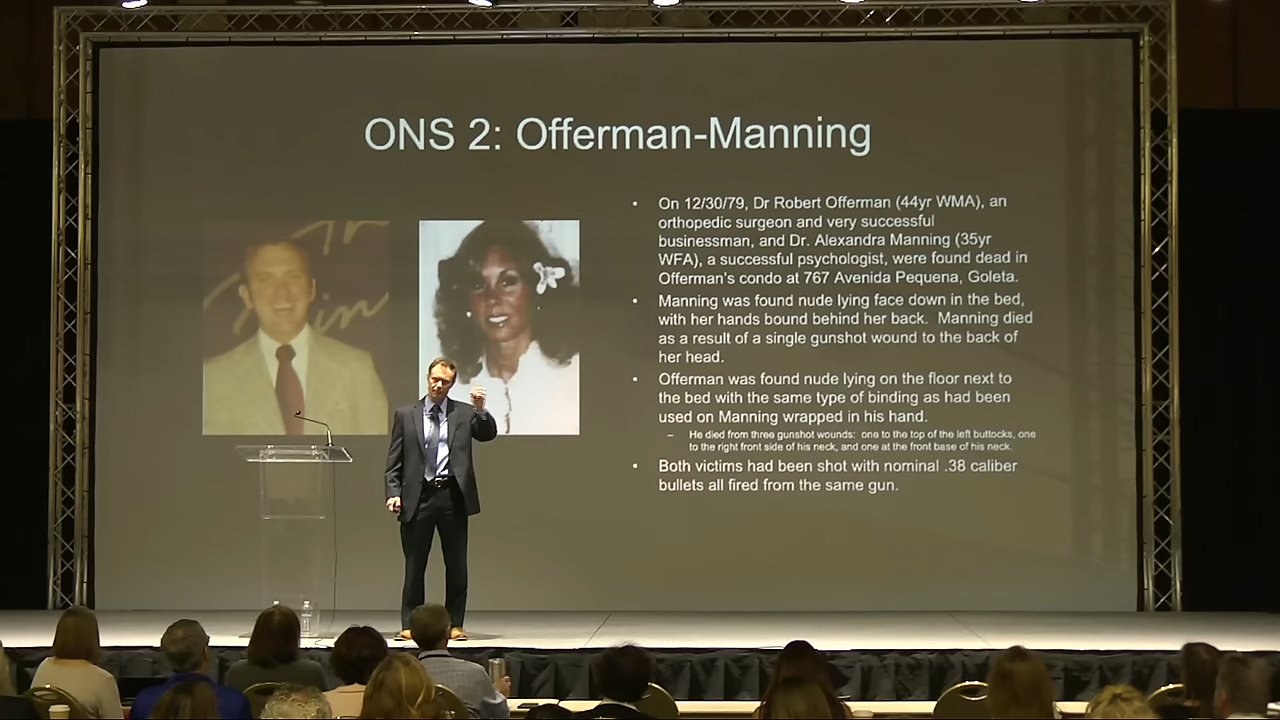 ONS 2: Offerman-Manning
• On 12/30/79, Dr Robert Offerman (44yr WMA), an
orthopedic surgeon and very successful
businessman, and Dr. Alexandra Manning (35yr
WFA), a successful psychologist, were found dead in
Offerman's condo at 767 Avenida Pequena, Goleta.
• Manning was found nude lying face down in the bed,
with her hands bound behind her back. Manning died
as a result of a single gunshot wound to the back of
her head.
• Offerman was found nude lying on the floor next to
the bed with the same type of binding as had been
used on Manning wrapped in his hand.
– He died from three gunshot wounds: one to the top of the left buttocks, one
to the right front side of his neck, and one at the front base of his neck.
• Both victims had been shot with nominal .38 caliber
bullets all fired from the same gun.